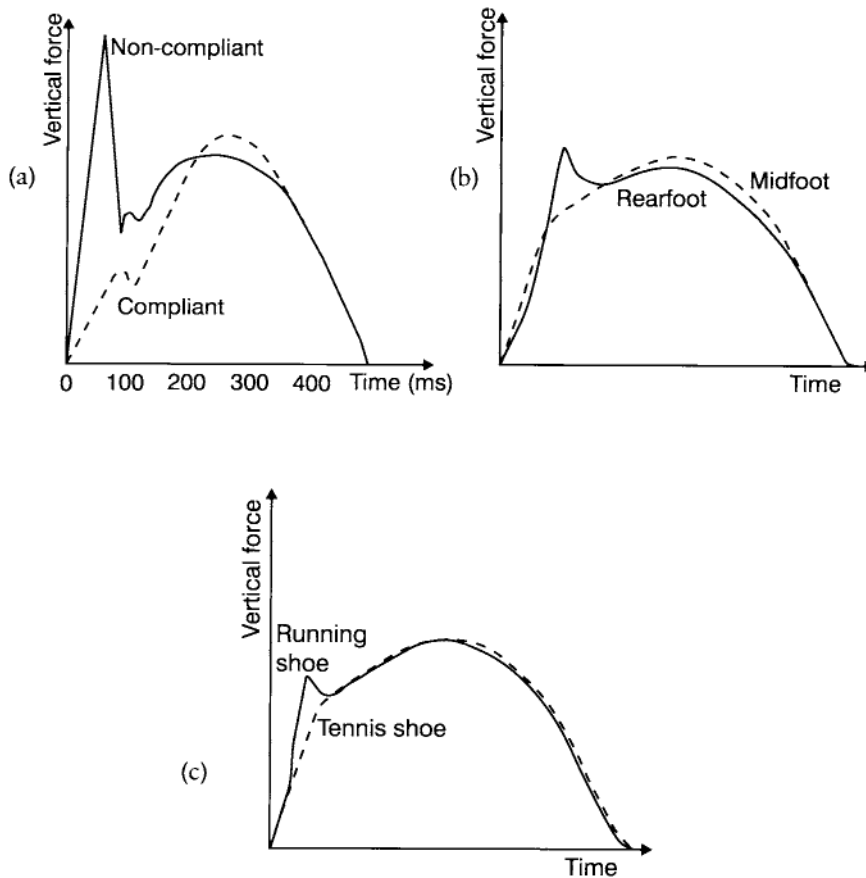 Vertical force
Non-compliant
Compliant
(a)
0 100 200 300 400 Time (ms)
Vertical force
Midfoot
Rearfoot
(b)
Time
Vertical force
Running
shoe
Tennis shoe
(c)
Time